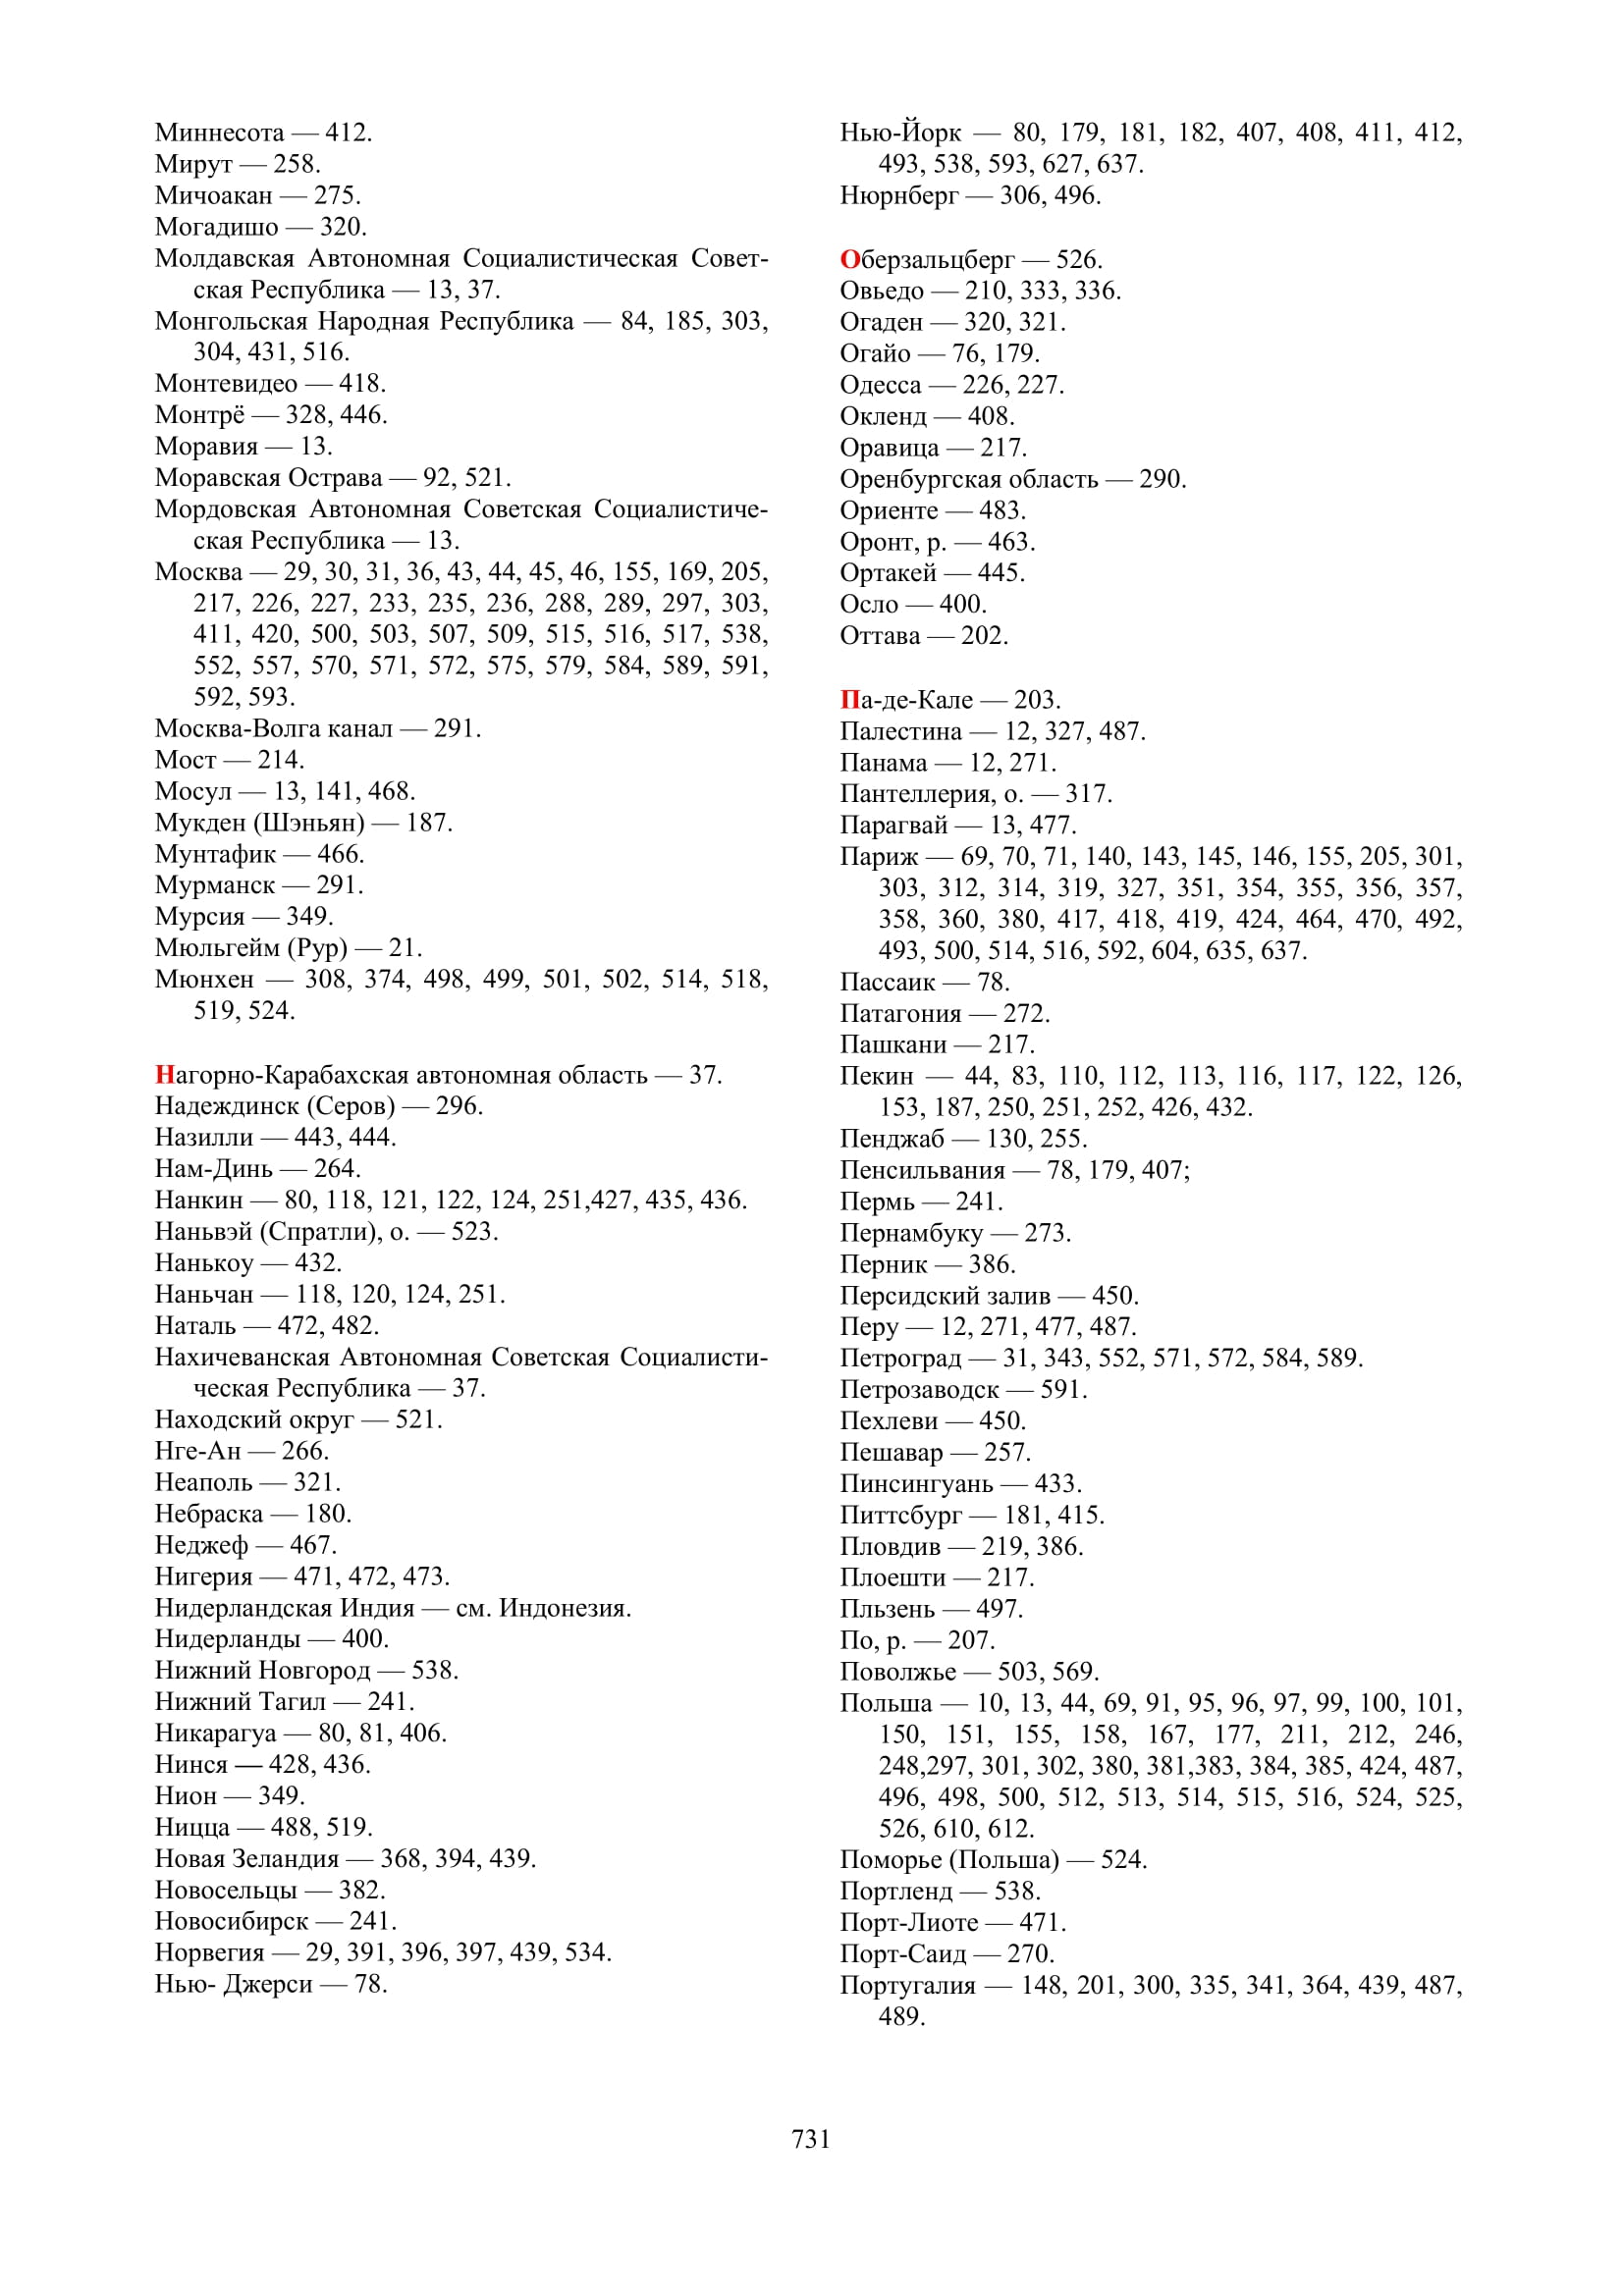 Миннесота — 412.
Мирут — 258.
Мичоакан — 275.
Могадишо — 320.
Молдавская Автономная Социалистическая Совет-
ская Республика — 13, 37.
Монгольская Народная Республика — 84, 185, 303,
304, 431, 516.
Монтевидео — 418.
Монтрё — 328, 446.
Моравия — 13.
Моравская Острава — 92, 521.
Мордовская Автономная Советская Социалистиче-
ская Республика — 13.
Москва — 29, 30, 31, 36, 43, 44, 45, 46, 155, 169, 205,
217, 226, 227, 233, 235, 236, 288, 289, 297, 303,
411, 420, 500, 503, 507, 509, 515, 516, 517, 538,
552, 557, 570, 571, 572, 575, 579, 584, 589, 591,
592, 593.
Москва-Волга канал — 291.
Мост — 214.
Мосул — 13, 141, 468.
Мукден (Шэньян) — 187.
Мунтафик — 466.
Мурманск — 291.
Мурсия — 349.
Мюльгейм (Рур) — 21.
Мюнхен — 308, 374, 498, 499, 501, 502, 514, 518,
519, 524.
Нагорно-Карабахская автономная область — 37.
Надеждинск (Серов) — 296.
Назилли — 443, 444.
Нам-Динь — 264.
Нанкин — 80, 118, 121, 122, 124, 251,427, 435, 436.
Наньвэй (Спратли), о. — 523.
Нанькоу — 432.
Наньчан — 118, 120, 124, 251.
Наталь — 472, 482.
Нахичеванская Автономная Советская Социалисти-
ческая Республика — 37.
Находский округ — 521.
Нге-Ан — 266.
Неаполь — 321.
Небраска — 180.
Неджеф — 467.
Нигерия — 471, 472, 473.
Нидерландская Индия — см. Индонезия.
Нидерланды — 400.
Нижний Новгород — 538.
Нижний Тагил — 241.
Никарагуа — 80, 81, 406.
Нинся — 428, 436.
Нион — 349.
Ницца — 488, 519.
Новая Зеландия — 368, 394, 439.
Новосельцы — 382.
Новосибирск — 241.
Норвегия — 29, 391, 396, 397, 439, 534.
Нью- Джерси — 78.
Нью-Йорк — 80, 179, 181, 182, 407, 408, 411, 412,
493, 538, 593, 627, 637.
Нюрнберг — 306, 496.
Оберзальцберг — 526.
Овьедо — 210, 333, 336.
Огаден — 320, 321.
Огайо — 76, 179.
Одесса — 226, 227.
Окленд — 408.
Оравица — 217.
Оренбургская область — 290.
Ориенте — 483.
Оронт, р. — 463.
Ортакей — 445.
Осло — 400.
Оттава — 202.
Па-де-Кале — 203.
Палестина — 12, 327, 487.
Панама — 12, 271.
Пантеллерия, о. — 317.
Парагвай — 13, 477.
Париж — 69, 70, 71, 140, 143, 145, 146, 155, 205, 301,
303, 312, 314, 319, 327, 351, 354, 355, 356, 357,
358, 360, 380, 417, 418, 419, 424, 464, 470, 492,
493, 500, 514, 516, 592, 604, 635, 637.
Пассаик — 78.
Патагония — 272.
Пашкани — 217.
Пекин — 44, 83, 110, 112, 113, 116, 117, 122, 126,
153, 187, 250, 251, 252, 426, 432.
Пенджаб — 130, 255.
Пенсильвания — 78, 179, 407;
Пермь — 241.
Пернамбуку — 273.
Перник — 386.
Персидский залив — 450.
Перу — 12, 271, 477, 487.
Петроград — 31, 343, 552, 571, 572, 584, 589.
Петрозаводск — 591.
Пехлеви — 450.
Пешавар — 257.
Пинсингуань — 433.
Питтсбург — 181, 415.
Пловдив — 219, 386.
Плоешти — 217.
Пльзень — 497.
По, р. — 207.
Поволжье — 503, 569.
Польша — 10, 13, 44, 69, 91, 95, 96, 97, 99, 100, 101,
150, 151, 155, 158, 167, 177, 211, 212, 246,
248,297, 301, 302, 380, 381,383, 384, 385, 424, 487,
496, 498, 500, 512, 513, 514, 515, 516, 524, 525,
526, 610, 612.
Поморье (Польша) — 524.
Портленд — 538.
Порт-Лиоте — 471.
Порт-Саид — 270.
Португалия — 148, 201, 300, 335, 341, 364, 439, 487,
489.
731